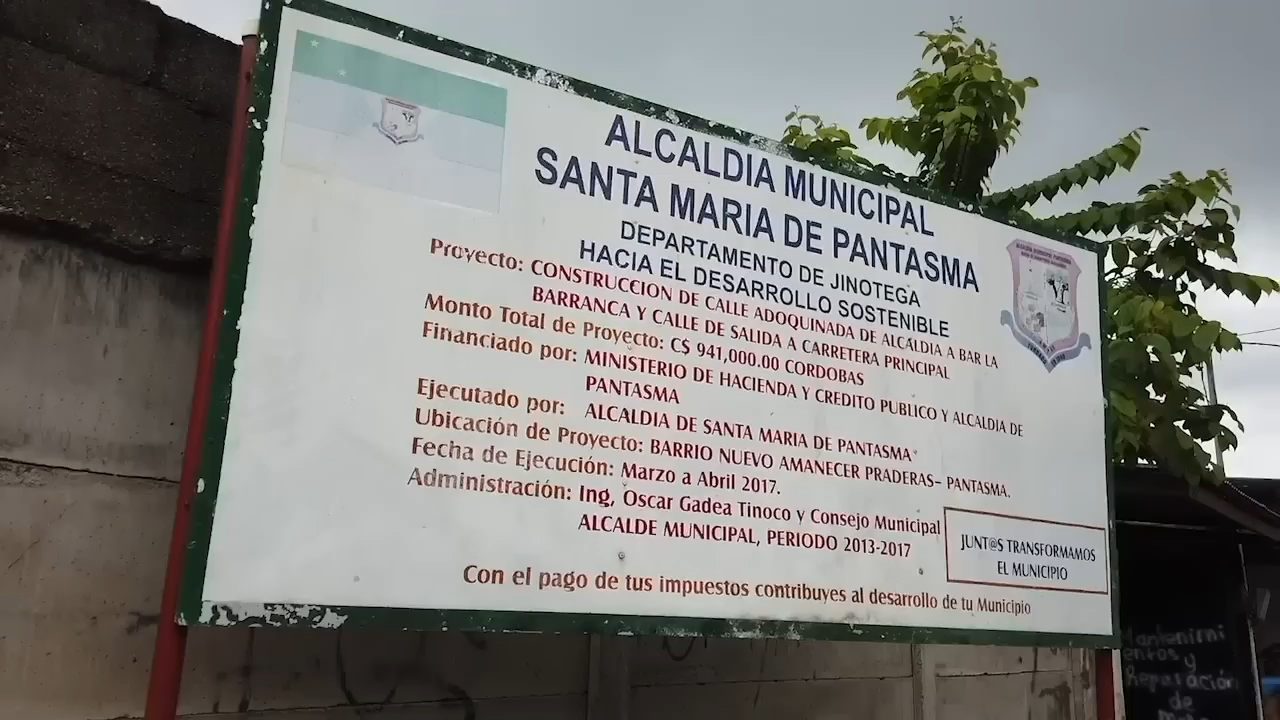 ALCALDIA MUNICIPAL
SANTA MARIA DE PANTASMA
DEPARTAMENTO DE JINOTEGA
HACIA EL DESARROLLO SOSTENIBLE
Proyecto: CONSTRUCCION DE CALLE ADOQUINADA DE ALCALDIA A BAR LA
BARRANCA Y CALLE DE SALIDA A CARRETERA PRINCIPAL
Monto Total de Proyecto: C$ 941,000.00 CORDOBAS
Financiado por: MINISTERIO DE HACIENDA Y CREDITO PUBLICO Y ALCALDIA DE
PANTASMA
Ejecutado por: ALCALDIA DE SANTA MARIA DE PANTASMA
Ubicación de Proyecto: BARRIO NUEVO AMANECER PRADERAS- PANTASMA.
Fecha de Ejecución: Marzo a Abril 2017.
Administración: Ing, Oscar Gadea Tinoco y Consejo Municipal
ALCALDE MUNICIPAL, PERIODO 2013-2017
JUNT@S TRANSFORMAMOS
EL MUNICIPIO
Con el pago de tus impuestos contribuyes al desarrollo de tu Municipio
Mantenimi
entos y
Reparación
de